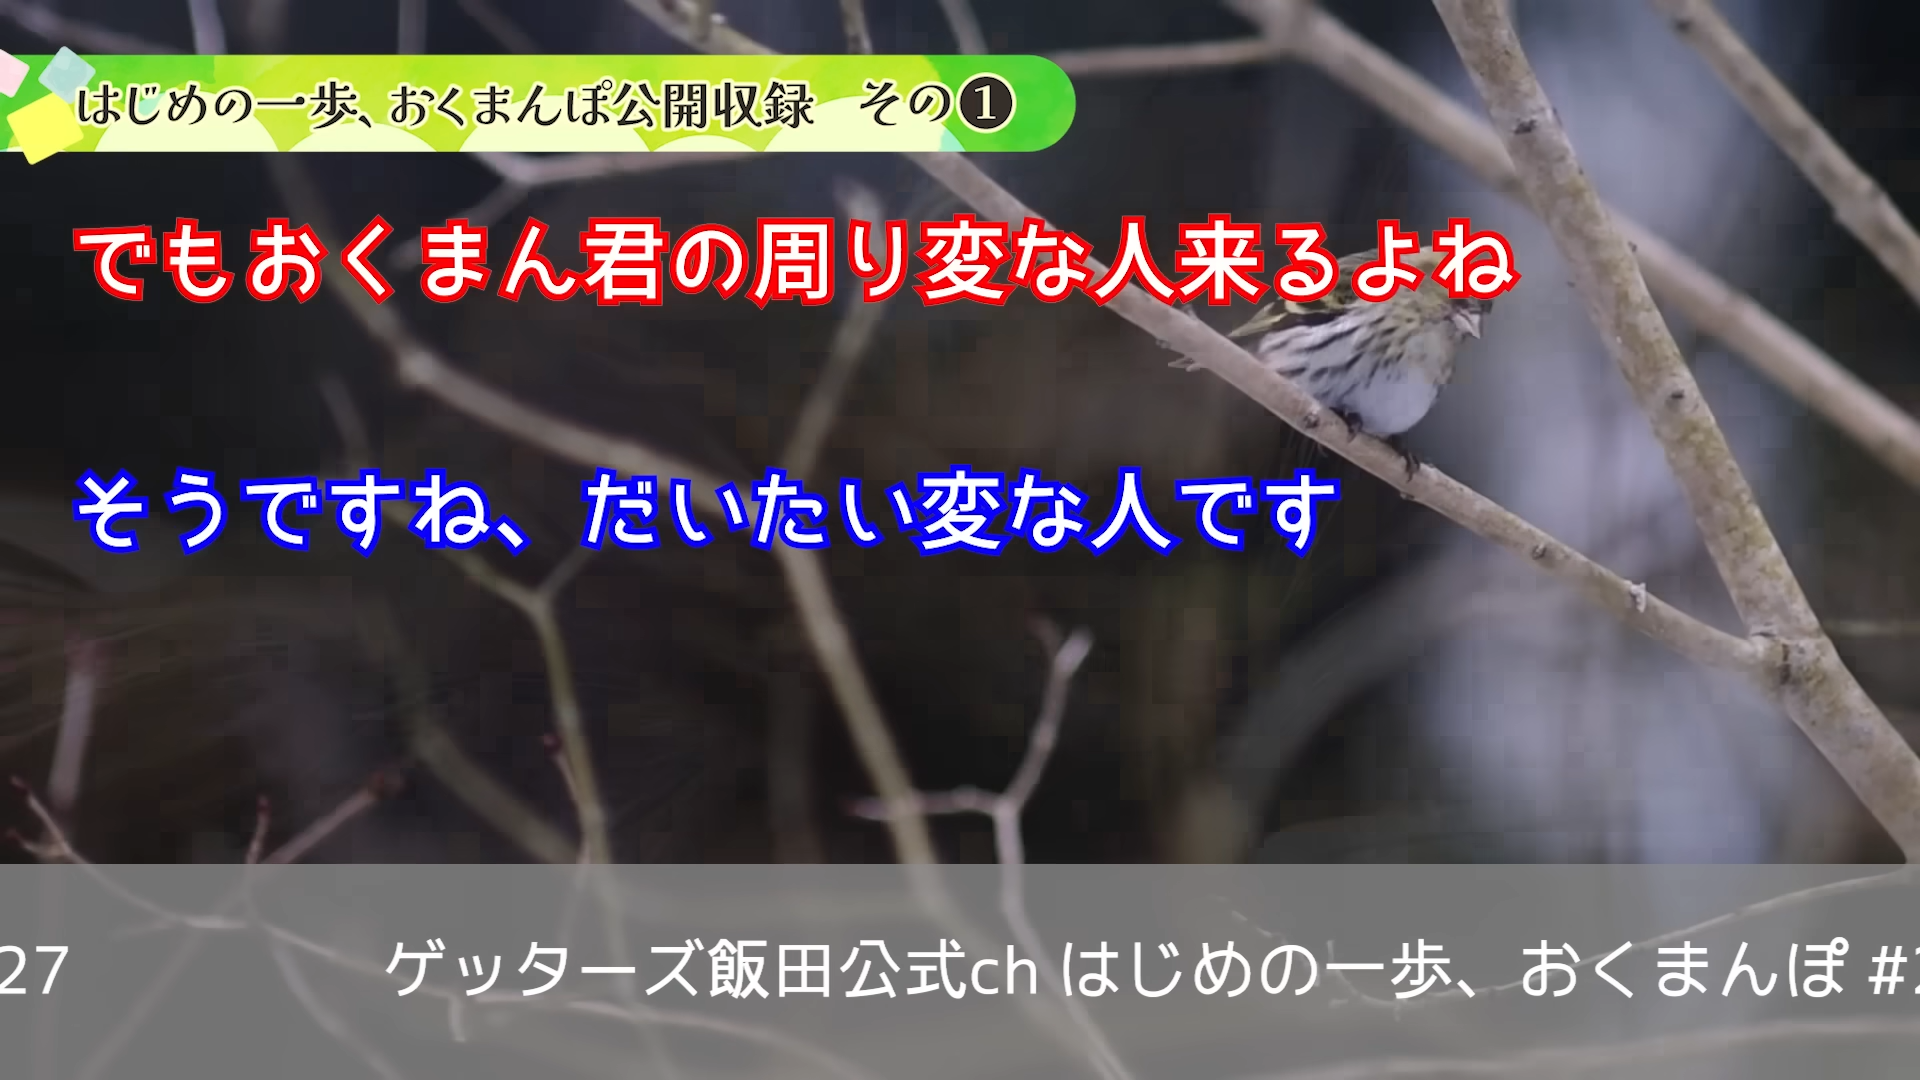 はじめの一歩、おくまんぽ公開収録　その❶
でもおくまん君の周り変な人来るよね
そうですね、だいたい変な人です
27　ゲッターズ飯田公式ch はじめの一歩、おくまんぽ #2